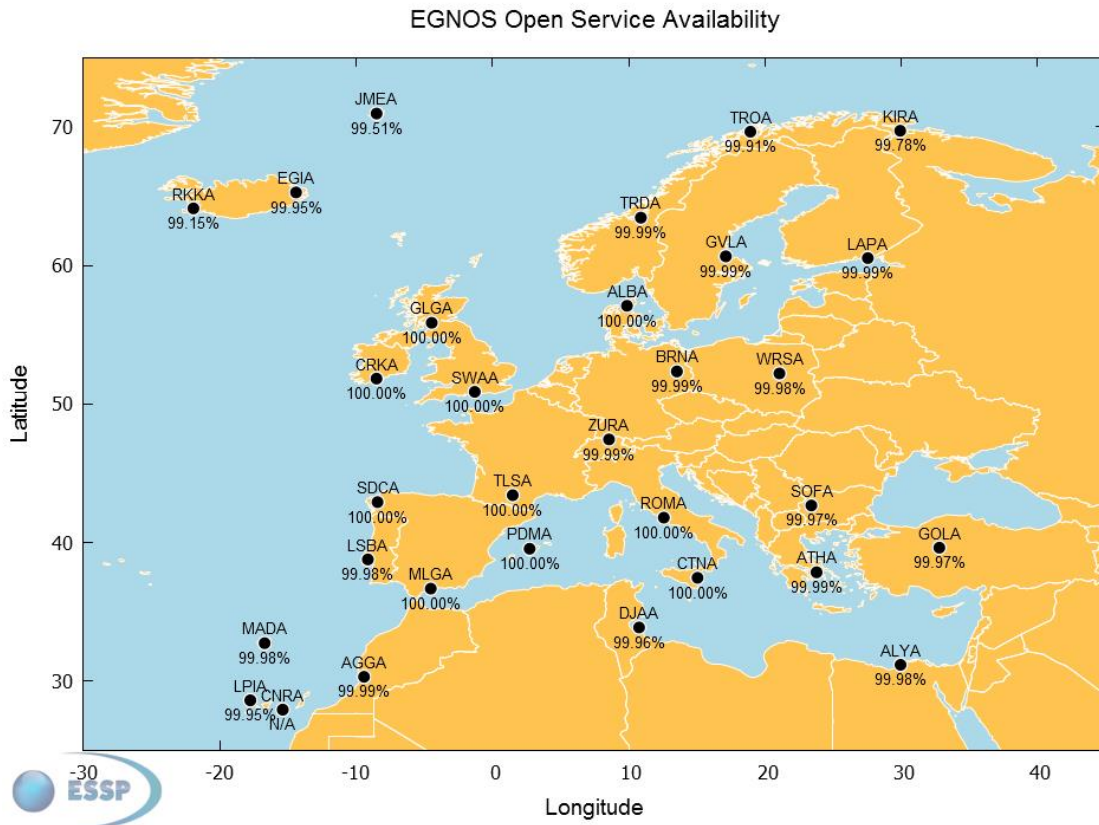 EGNOS Open Service Availability
JMEA
99.51%
TROA
99.91%
KIRA
99.78%
EGIA
99.95%
RKKA
99.15%
TRDA
99.99%
GVLA
99.99%
LAPA
99.99%
ALBA
100.00%
GLGA
100.00%
CRKA
100.00%
SWAA
100.00%
BRNA
99.99%
WRSA
99.98%
ZURA
99.99%
TLSA
100.00%
SDCA
100.00%
ROMA
100.00%
SOFA
99.97%
PDMA
100.00%
LSBA
99.98%
GOLA
99.97%
CTNA
100.00%
ATHA
99.99%
MLGA
100.00%
DJAA
99.96%
MADA
99.98%
AGGA
99.99%
ALYA
99.98%
LPIA
99.95%
CNRA
N/A
70
60
50
40
30
Latitude
-30 -20 -10 0 10 20 30 40
Longitude
ESSP